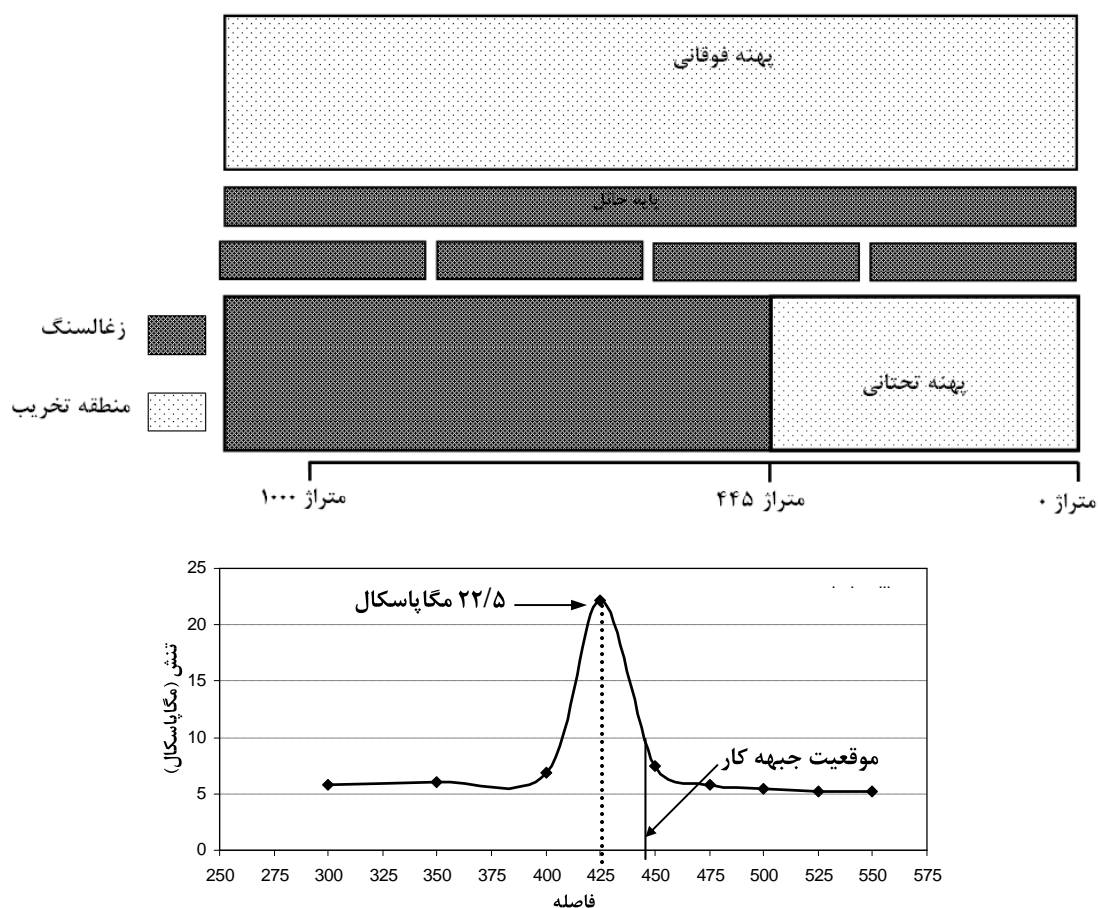 پهنه فوقانی
پایه حائل
زغالسنگ
پهنه تحتانی
منطقه تخریب
متراژ ۰
متراژ ۴۴۵
متراژ ۱۰۰۰
25
20
15
10
5
0
تنش (مگاپاسکال)
۲۲/۵ مگاپاسکال
موقعیت جبهه کار
250 275 300 325 350 375 400 425 450 475 500 525 550 575
فاصله